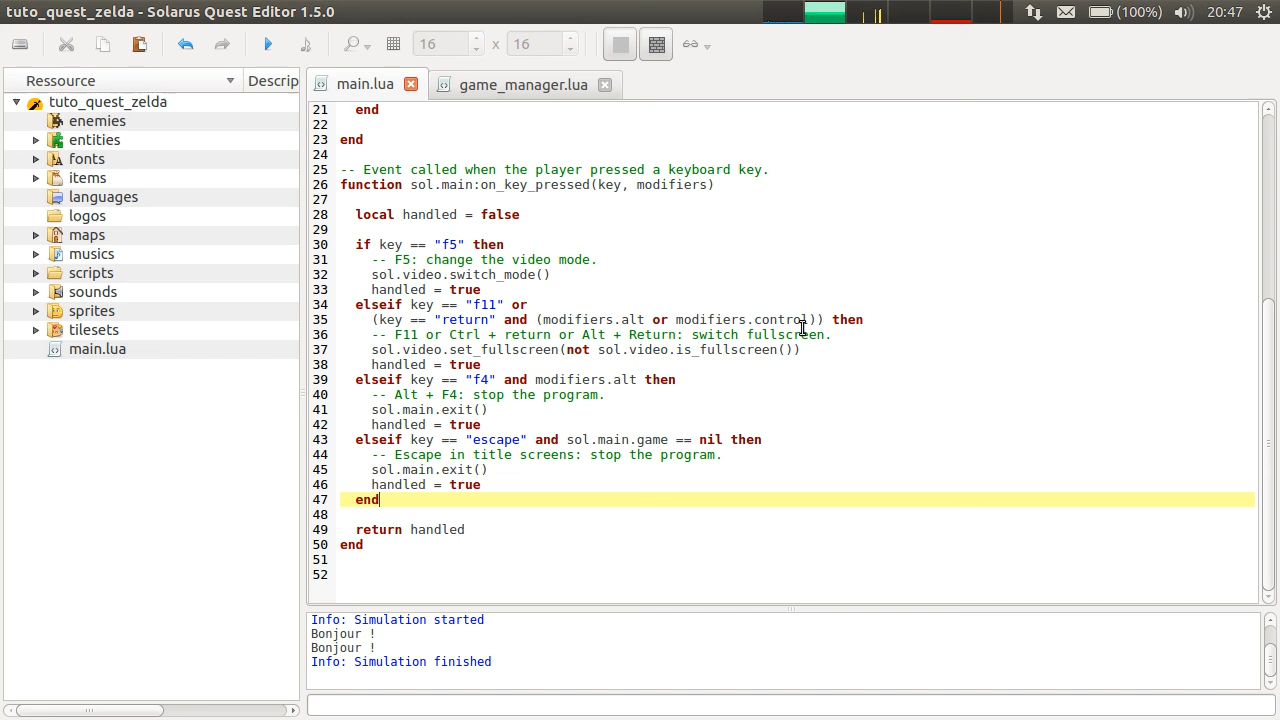 tuto_quest_zelda - Solarus Quest Editor 1.5.0
(100%) 20:47
16 x 16
Ressource Descrip
tuto_quest_zelda
enemies
entities
fonts
items
languages
logos
maps
musics
scripts
sounds
sprites
tilesets
main.lua
main.lua game_manager.lua
21 end
22
23 end
24
25 -- Event called when the player pressed a keyboard key.
26 function sol.main:on_key_pressed(key, modifiers)
27
28 local handled = false
29
30 if key == "f5" then
31 -- F5: change the video mode.
32 sol.video.switch_mode()
33 handled = true
34 elseif key == "f11" or
35 (key == "return" and (modifiers.alt or modifiers.control)) then
36 -- F11 or Ctrl + return or Alt + Return: switch fullscreen.
37 sol.video.set_fullscreen(not sol.video.is_fullscreen())
38 handled = true
39 elseif key == "f4" and modifiers.alt then
40 -- Alt + F4: stop the program.
41 sol.main.exit()
42 handled = true
43 elseif key == "escape" and sol.main.game == nil then
44 -- Escape in title screens: stop the program.
45 sol.main.exit()
46 handled = true
47 end
48
49 return handled
50 end
51
52
Info: Simulation started
Bonjour !
Bonjour !
Info: Simulation finished